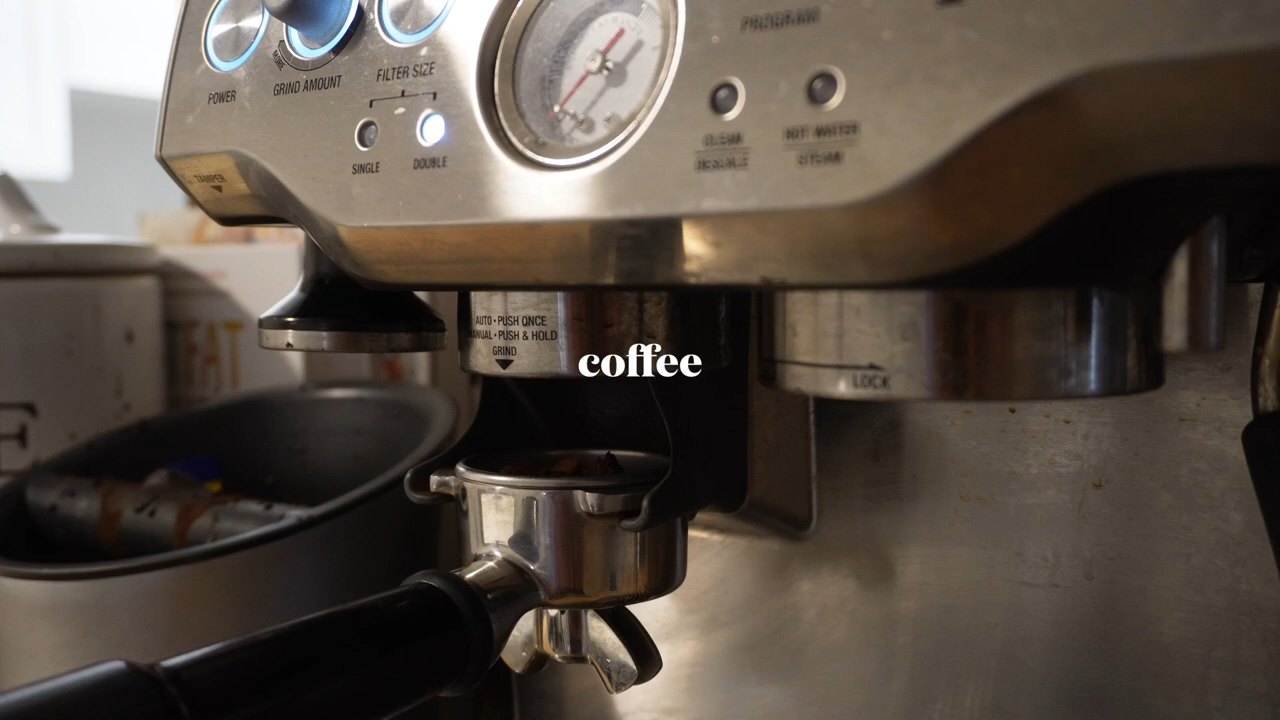 PROGRAM
POWER
GRIND AMOUNT
FILTER SIZE
SINGLE
DOUBLE
CLEAN
DESCALE
HOT WATER
STEAM
TAMPER
AUTO • PUSH ONCE
MANUAL • PUSH & HOLD
GRIND
coffee
LOCK
EAT